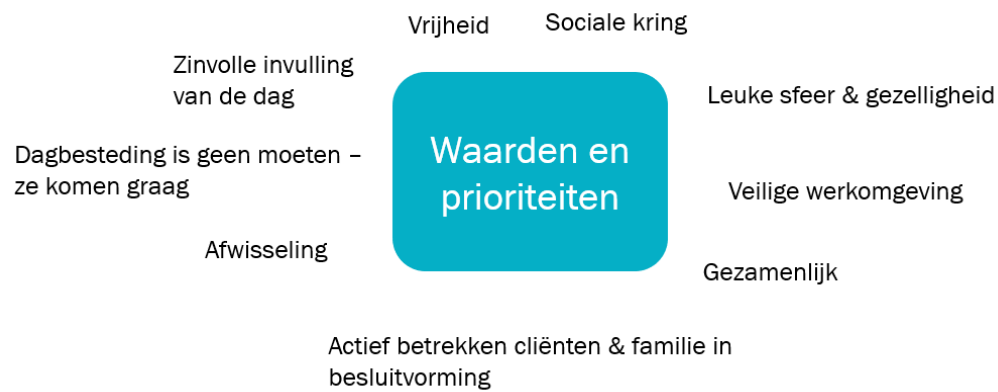 Vrijheid
Sociale kring
Zinvolle invulling
van de dag
Leuke sfeer & gezelligheid
Dagbesteding is geen moeten –
ze komen graag
Waarden en
prioriteiten
Veilige werkomgeving
Afwisseling
Gezamenlijk
Actief betrekken cliënten & familie in
besluitvorming